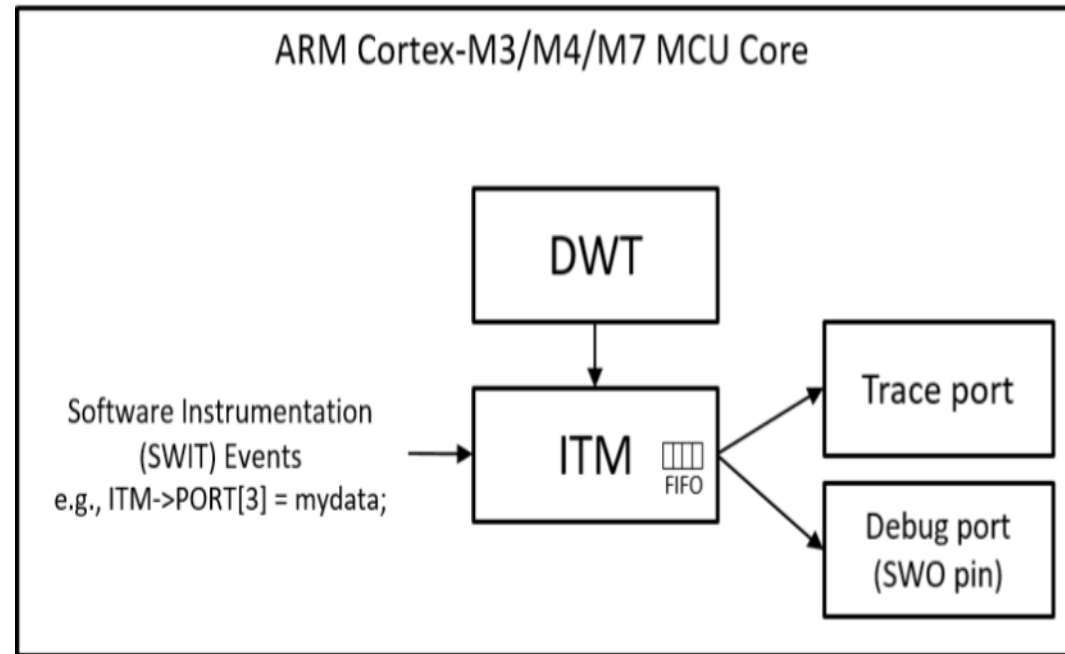 ARM Cortex-M3/M4/M7 MCU Core
DWT
Software Instrumentation
(SWIT) Events
e.g., ITM->PORT[3] = mydata;
ITM
FIFO
Trace port
Debug port
(SWO pin)